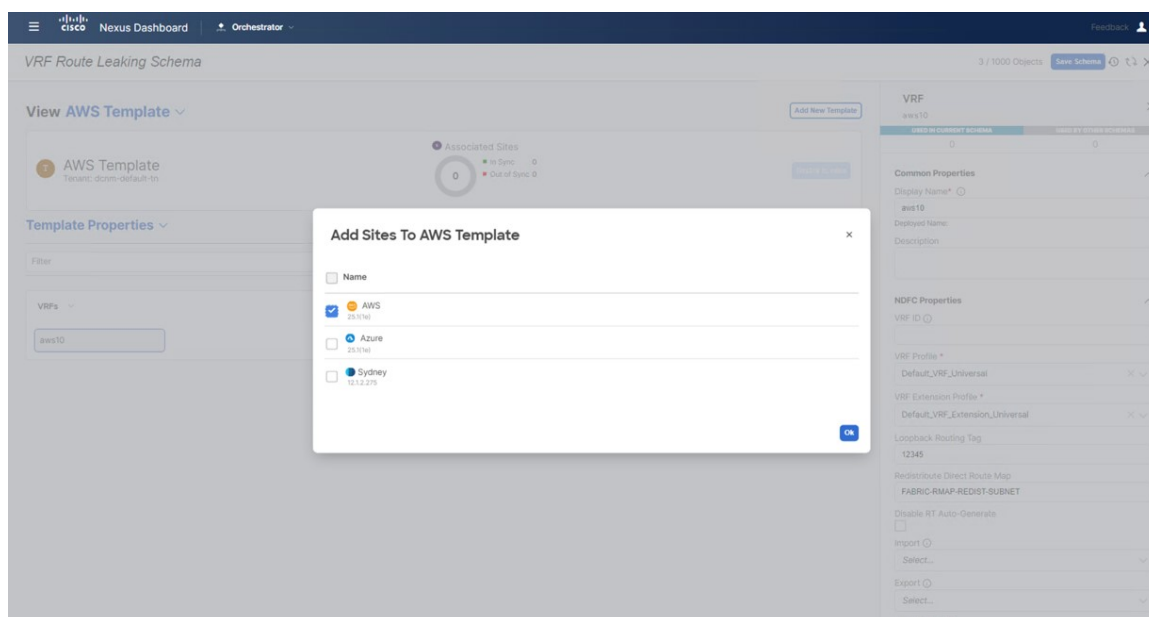 cisco Nexus Dashboard Orchestrator Feedback
VRF Route Leaking Schema
3 / 1000 Objects Save Schema
View AWS Template
Add New Template
AWS Template
Tenant: dcnm-default-tn
Associated Sites
0
In Sync 0
Out of Sync 0
Template Properties
Filter
VRFs
aws10
Add Sites To AWS Template
Name
AWS
25.1(1e)
Azure
25.1(1e)
Sydney
12.1.2.275
Ok
VRF
aws10
USED IN CURRENT SCHEMA
0
USED BY OTHER SCHEMAS
0
Common Properties
Display Name*
aws10
Deployed Name:
Description
NDFC Properties
VRF ID
VRF Profile *
Default_VRF_Universal
VRF Extension Profile *
Default_VRF_Extension_Universal
Loopback Routing Tag
12345
Redistribute Direct Route Map
FABRIC-RMAP-REDIST-SUBNET
Disable RT Auto-Generate
Import
Select...
Export
Select...